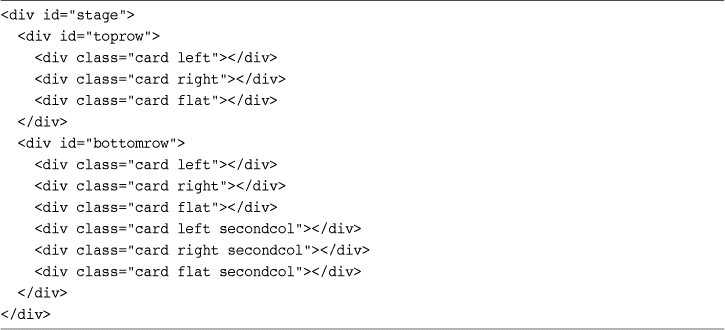 <div id="stage">
  <div id="toprow">
    <div class="card left"></div>
    <div class="card right"></div>
    <div class="card flat"></div>
  </div>
  <div id="bottomrow">
    <div class="card left"></div>
    <div class="card right"></div>
    <div class="card flat"></div>
    <div class="card left secondcol"></div>
    <div class="card right secondcol"></div>
    <div class="card flat secondcol"></div>
  </div>
</div>